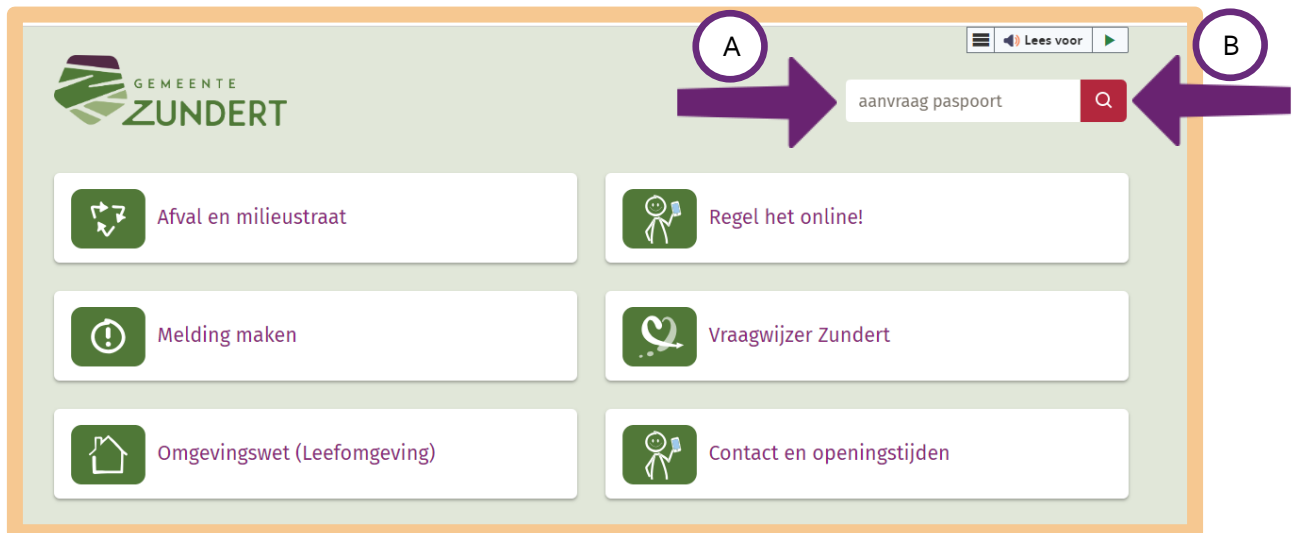 A
B
Lees voor
GEMEENTE
ZUNDERT
aanvraag paspoort
Afval en milieustraat
Regel het online!
Melding maken
Vraagwijzer Zundert
Omgevingswet (Leefomgeving)
Contact en openingstijden